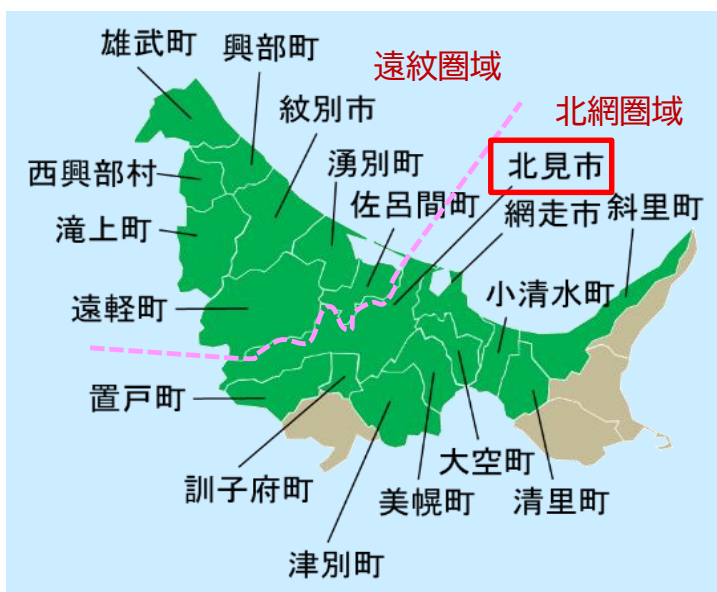 雄武町
興部町
遠紋圏域
北網圏域
紋別市
湧別町
北見市
西興部村
佐呂間町
網走市
斜里町
滝上町
小清水町
遠軽町
置戸町
大空町
訓子府町
美幌町
清里町
津別町